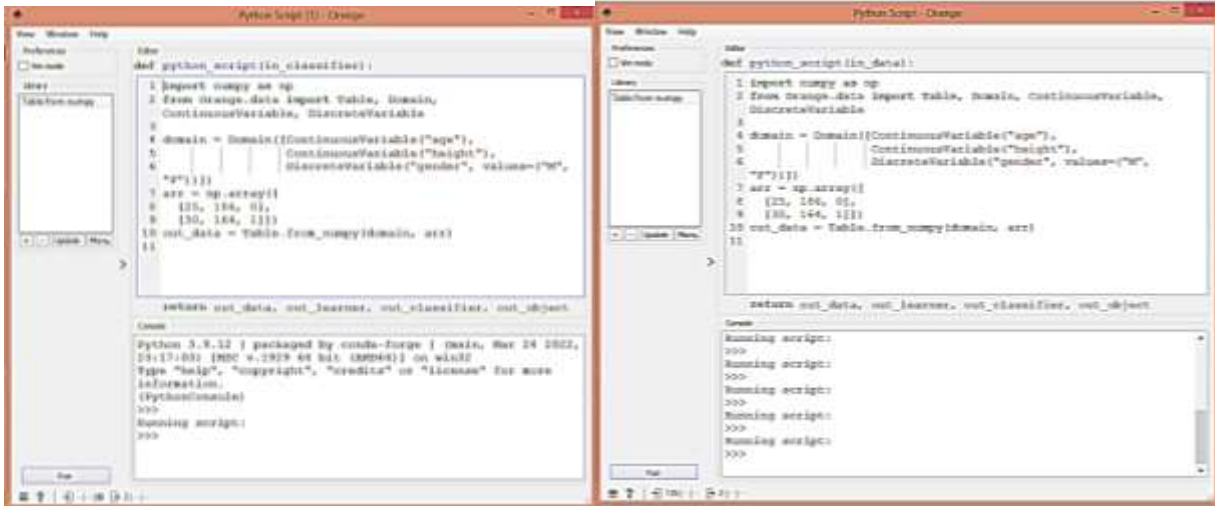 Python Script (1) - Orange
View Window Help
Preferences
Vim mode
Library
Table from numpy
Editor
def python_script(in_classifier):
1 import numpy as np
2 from Orange.data import Table, Domain,
ContinuousVariable, DiscreteVariable
3
4 domain = Domain([ContinuousVariable("age"),
5 ContinuousVariable("height"),
6 DiscreteVariable("gender", values=("M",
"F"))])
7 arr = np.array([
8 [25, 186, 0],
9 [30, 164, 1]])
10 out_data = Table.from_numpy(domain, arr)
11
return out_data, out_learner, out_classifier, out_object
Console
Python 3.9.12 | packaged by conda-forge | (main, Mar 24 2022,
23:17:03) [MSC v.1929 64 bit (AMD64)] on win32
Type "help", "copyright", "credits" or "license" for more
information.
(PythonConsole)
>>>
Running script:
>>>
+ - Update More
Run
Python Script - Orange
View Window Help
Preferences
Vim mode
Library
Table from numpy
Editor
def python_script(in_data):
1 import numpy as np
2 from Orange.data import Table, Domain, ContinuousVariable,
DiscreteVariable
3
4 domain = Domain([ContinuousVariable("age"),
5 ContinuousVariable("height"),
6 DiscreteVariable("gender", values=("M",
"F"))])
7 arr = np.array([
8 [25, 186, 0],
9 [30, 164, 1]])
10 out_data = Table.from_numpy(domain, arr)
11
return out_data, out_learner, out_classifier, out_object
Console
Running script:
>>>
Running script:
>>>
Running script:
>>>
Running script:
>>>
Running script:
>>>
+ - Update More
Run